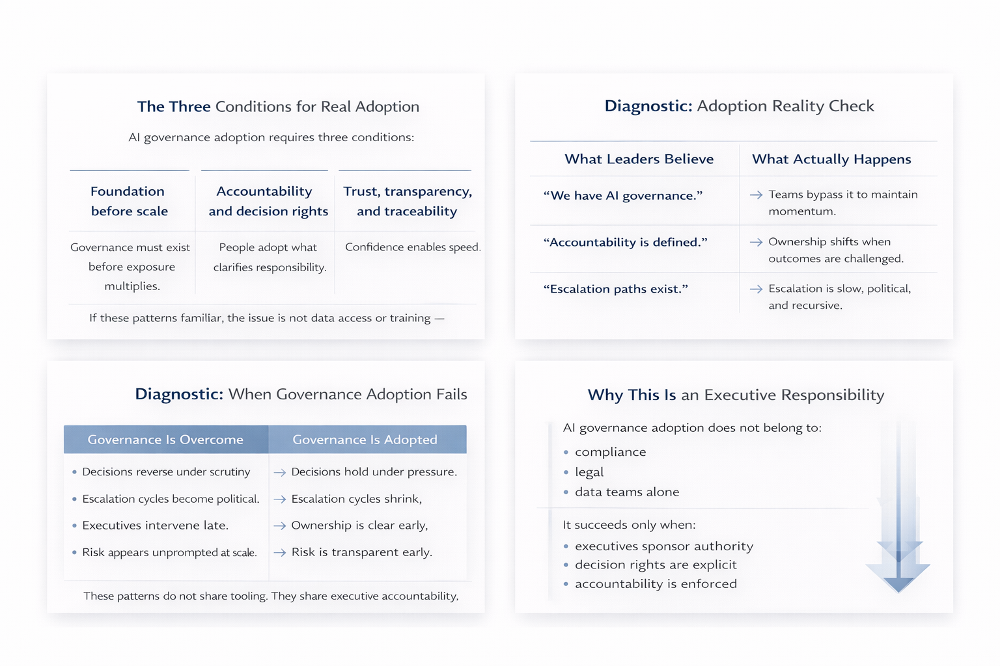 The Three Conditions for Real Adoption
AI governance adoption requires three conditions:
Foundation
before scale
Governance must exist
before exposure
multiplies.
Accountability
and decision rights
People adopt what
clarifies responsibility.
Trust, transparency,
and traceability
Confidence enables speed.
If these patterns familiar, the issue is not data access or training —
Diagnostic: Adoption Reality Check
What Leaders Believe
What Actually Happens
“We have AI governance.”
→ Teams bypass it to maintain
momentum.
“Accountability is defined.”
→ Ownership shifts when
outcomes are challenged.
“Escalation paths exist.”
→ Escalation is slow, political,
and recursive.
Diagnostic: When Governance Adoption Fails
Governance Is Overcome
Governance Is Adopted
• Decisions reverse under scrutiny
→ Decisions hold under pressure.
• Escalation cycles become political.
→ Escalation cycles shrink,
• Executives intervene late.
→ Ownership is clear early,
• Risk appears unprompted at scale.
→ Risk is transparent early.
These patterns do not share tooling. They share executive accountability,
Why This Is an Executive Responsibility
AI governance adoption does not belong to:
• compliance
• legal
• data teams alone
It succeeds only when:
• executives sponsor authority
• decision rights are explicit
• accountability is enforced